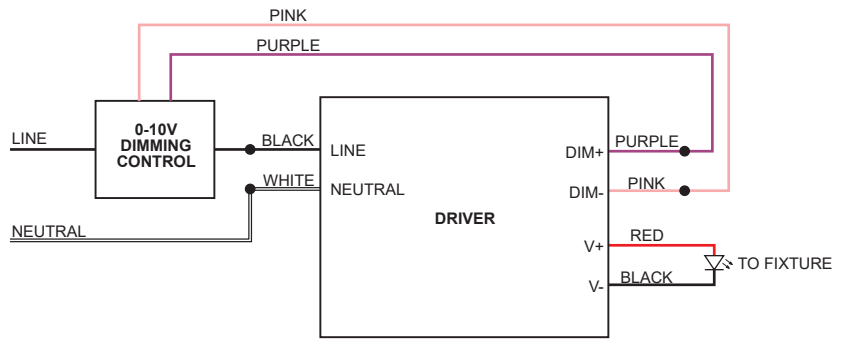 PINK
PURPLE
LINE
0-10V
DIMMING
CONTROL
BLACK
LINE
WHITE
NEUTRAL
NEUTRAL
DRIVER
DIM+
PURPLE
DIM-
PINK
V+
RED
TO FIXTURE
V-
BLACK